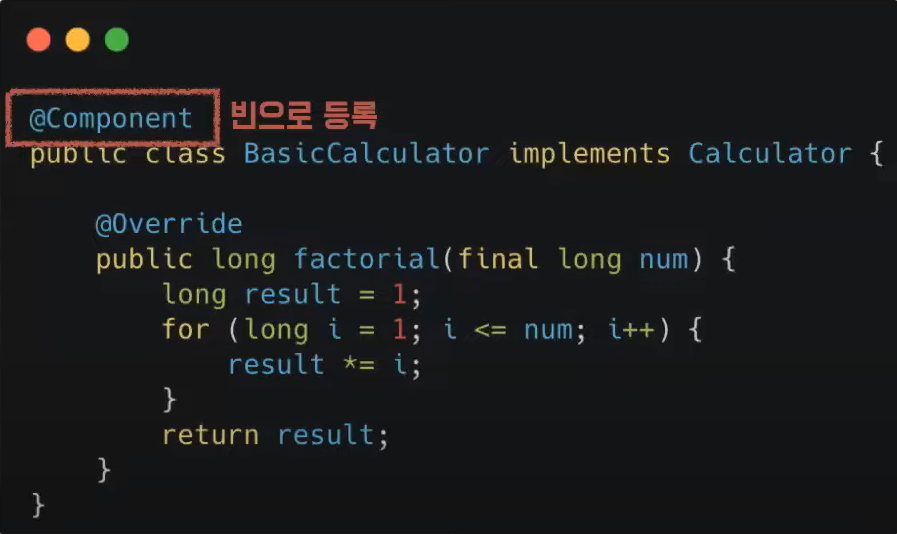 @Component 빈으로 등록
public class BasicCalculator implements Calculator {
@Override
public long factorial(final long num) {
long result = 1;
for (long i = 1; i <= num; i++) {
result *= i;
}
return result;
}
}